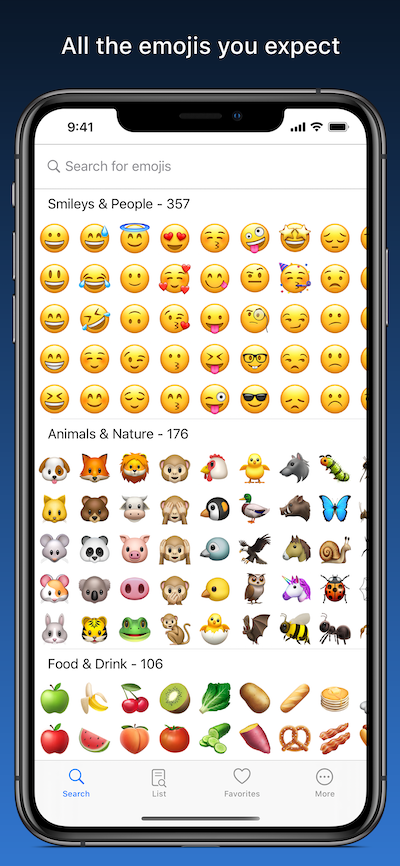 All the emojis you expect
9:41
Search for emojis
Smileys & People - 357
Animals & Nature - 176
Food & Drink - 106
Search
List
Favorites
More